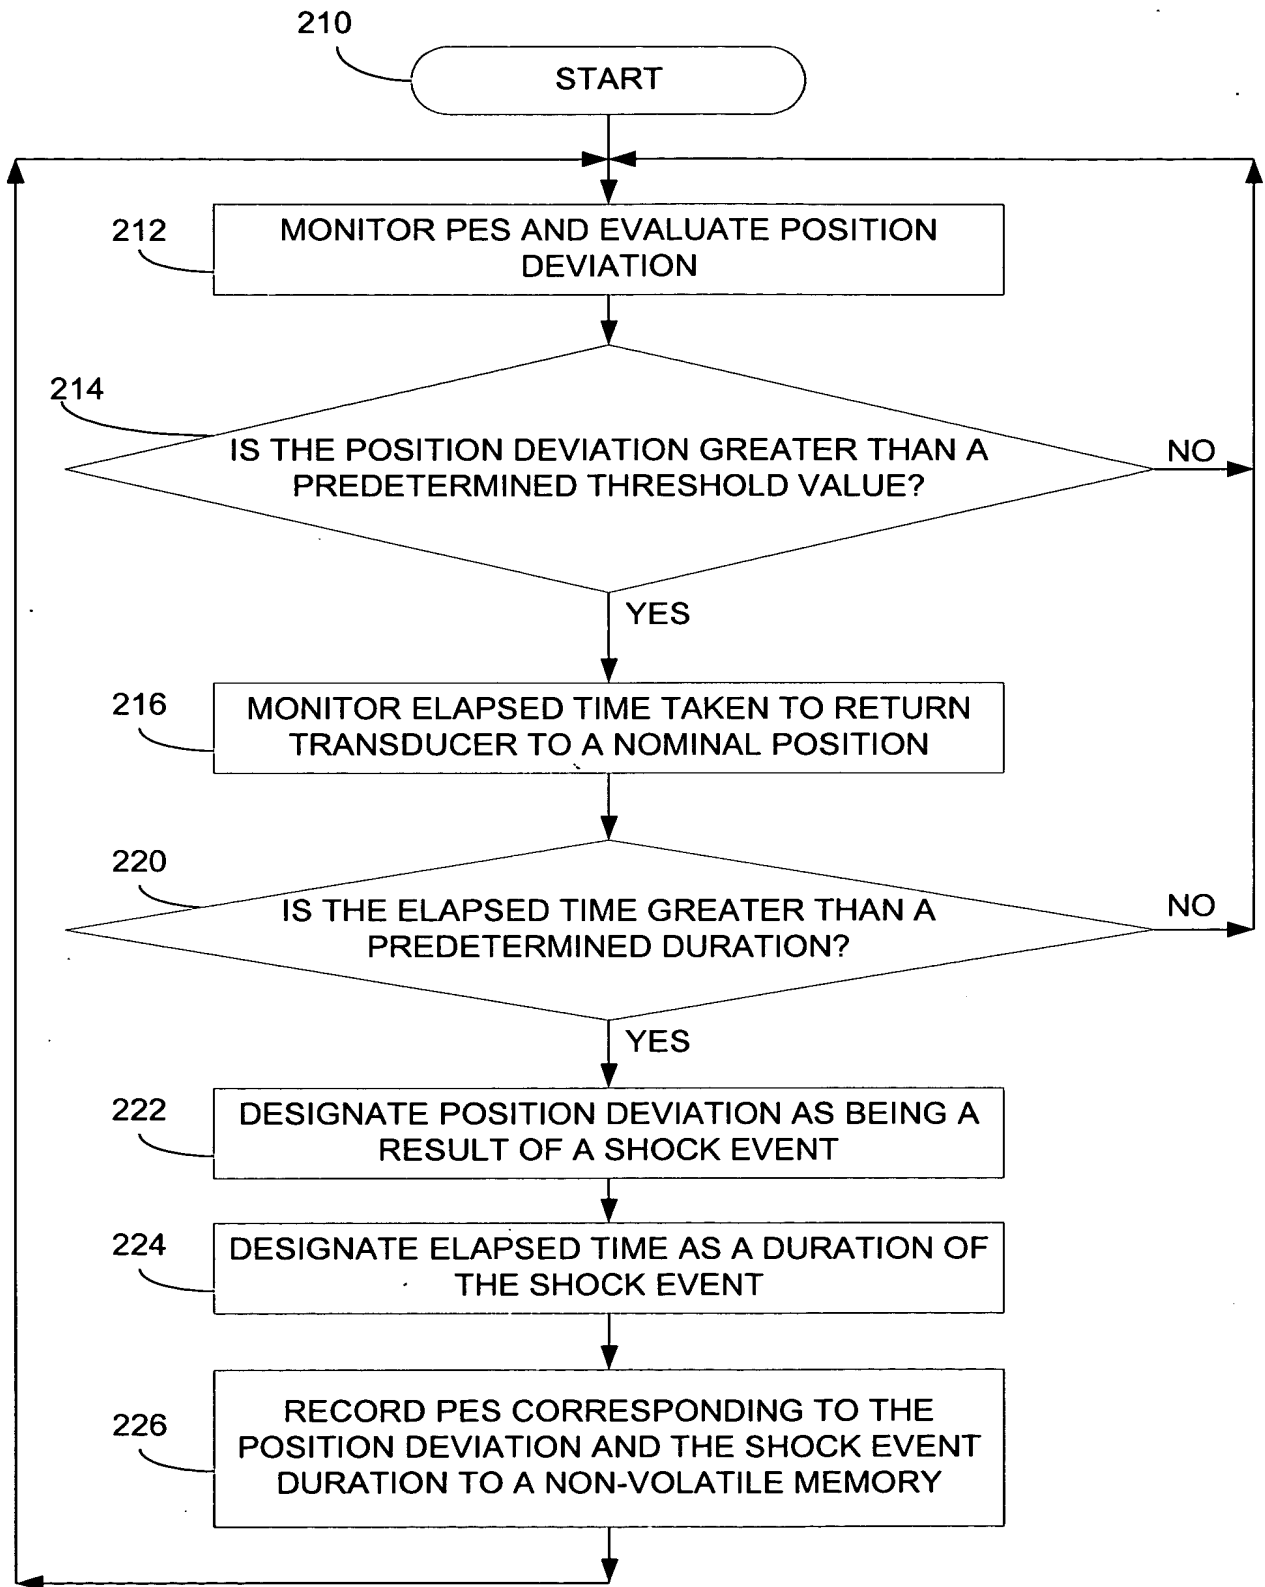 210
START
212
MONITOR PES AND EVALUATE POSITION
DEVIATION
214
IS THE POSITION DEVIATION GREATER THAN A
PREDETERMINED THRESHOLD VALUE?
NO
YES
216
MONITOR ELAPSED TIME TAKEN TO RETURN
TRANSDUCER TO A NOMINAL POSITION
220
IS THE ELAPSED TIME GREATER THAN A
PREDETERMINED DURATION?
NO
YES
222
DESIGNATE POSITION DEVIATION AS BEING A
RESULT OF A SHOCK EVENT
224
DESIGNATE ELAPSED TIME AS A DURATION OF
THE SHOCK EVENT
226
RECORD PES CORRESPONDING TO THE
POSITION DEVIATION AND THE SHOCK EVENT
DURATION TO A NON-VOLATILE MEMORY